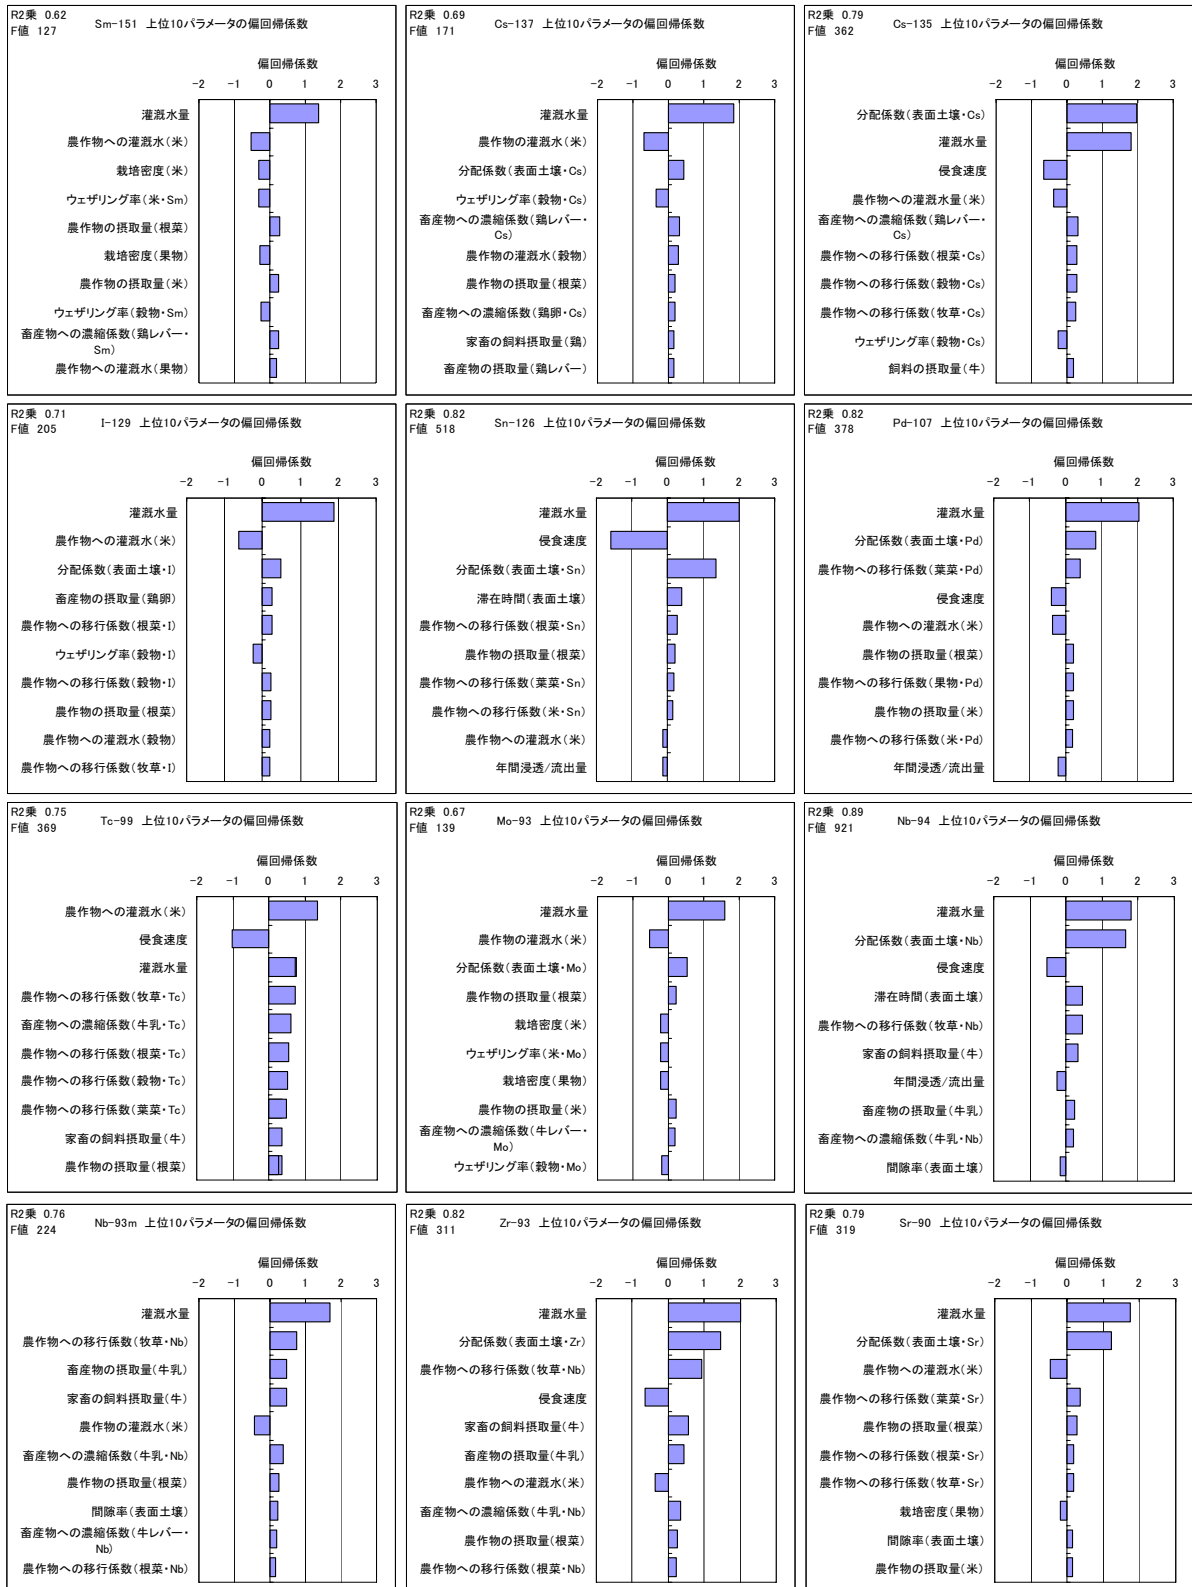 R2乗 0.62
F値 127
Sm-151 上位10パラメータの偏回帰係数
偏回帰係数
-2 -1 0 1 2 3
灌漑水量
農作物への灌漑水(米)
栽培密度(米)
ウェザリング率(米・Sm)
農作物の摂取量(根菜)
栽培密度(果物)
農作物の摂取量(米)
ウェザリング率(穀物・Sm)
畜産物への濃縮係数(鶏レバー・
Sm)
農作物への灌漑水(果物)
R2乗 0.69
F値 171
Cs-137 上位10パラメータの偏回帰係数
偏回帰係数
-2 -1 0 1 2 3
灌漑水量
農作物の灌漑水(米)
分配係数(表面土壌・Cs)
ウェザリング率(穀物・Cs)
畜産物への濃縮係数(鶏レバー・
Cs)
農作物の灌漑水(穀物)
農作物の摂取量(根菜)
畜産物への濃縮係数(鶏卵・Cs)
家畜の飼料摂取量(鶏)
畜産物の摂取量(鶏レバー)
R2乗 0.79
F値 362
Cs-135 上位10パラメータの偏回帰係数
偏回帰係数
-2 -1 0 1 2 3
分配係数(表面土壌・Cs)
灌漑水量
侵食速度
農作物への灌漑水量(米)
畜産物への濃縮係数(鶏レバー・
Cs)
農作物への移行係数(根菜・Cs)
農作物への移行係数(穀物・Cs)
農作物への移行係数(牧草・Cs)
ウェザリング率(穀物・Cs)
飼料の摂取量(牛)
R2乗 0.71
F値 205
I-129 上位10パラメータの偏回帰係数
偏回帰係数
-2 -1 0 1 2 3
灌漑水量
農作物への灌漑水(米)
分配係数(表面土壌・I)
畜産物の摂取量(鶏卵)
農作物への移行係数(根菜・I)
ウェザリング率(穀物・I)
農作物への移行係数(穀物・I)
農作物の摂取量(根菜)
農作物への灌漑水(穀物)
農作物への移行係数(牧草・I)
R2乗 0.82
F値 518
Sn-126 上位10パラメータの偏回帰係数
偏回帰係数
-2 -1 0 1 2 3
灌漑水量
侵食速度
分配係数(表面土壌・Sn)
滞在時間(表面土壌)
農作物への移行係数(根菜・Sn)
農作物の摂取量(根菜)
農作物への移行係数(葉菜・Sn)
農作物への移行係数(米・Sn)
農作物への灌漑水(米)
年間浸透/流出量
R2乗 0.82
F値 378
Pd-107 上位10パラメータの偏回帰係数
偏回帰係数
-2 -1 0 1 2 3
灌漑水量
分配係数(表面土壌・Pd)
農作物への移行係数(葉菜・Pd)
侵食速度
農作物への灌漑水(米)
農作物の摂取量(根菜)
農作物への移行係数(果物・Pd)
農作物の摂取量(米)
農作物への移行係数(米・Pd)
年間浸透/流出量
R2乗 0.75
F値 369
Tc-99 上位10パラメータの偏回帰係数
偏回帰係数
-2 -1 0 1 2 3
農作物への灌漑水(米)
侵食速度
灌漑水量
農作物への移行係数(牧草・Tc)
畜産物への濃縮係数(牛乳・Tc)
農作物への移行係数(根菜・Tc)
農作物への移行係数(穀物・Tc)
農作物への移行係数(葉菜・Tc)
家畜の飼料摂取量(牛)
農作物の摂取量(根菜)
R2乗 0.67
F値 139
Mo-93 上位10パラメータの偏回帰係数
偏回帰係数
-2 -1 0 1 2 3
灌漑水量
農作物の灌漑水(米)
分配係数(表面土壌・Mo)
農作物の摂取量(根菜)
栽培密度(米)
ウェザリング率(米・Mo)
栽培密度(果物)
農作物の摂取量(米)
畜産物への濃縮係数(牛レバー・
Mo)
ウェザリング率(穀物・Mo)
R2乗 0.89
F値 921
Nb-94 上位10パラメータの偏回帰係数
偏回帰係数
-2 -1 0 1 2 3
灌漑水量
分配係数(表面土壌・Nb)
侵食速度
滞在時間(表面土壌)
農作物への移行係数(牧草・Nb)
家畜の飼料摂取量(牛)
年間浸透/流出量
畜産物の摂取量(牛乳)
畜産物への濃縮係数(牛乳・Nb)
間隙率(表面土壌)
R2乗 0.76
F値 224
Nb-93m 上位10パラメータの偏回帰係数
偏回帰係数
-2 -1 0 1 2 3
灌漑水量
農作物への移行係数(牧草・Nb)
畜産物の摂取量(牛乳)
家畜の飼料摂取量(牛)
農作物の灌漑水(米)
畜産物への濃縮係数(牛乳・Nb)
農作物の摂取量(根菜)
間隙率(表面土壌)
畜産物への濃縮係数(牛レバー・
Nb)
農作物への移行係数(根菜・Nb)
R2乗 0.82
F値 311
Zr-93 上位10パラメータの偏回帰係数
偏回帰係数
-2 -1 0 1 2 3
灌漑水量
分配係数(表面土壌・Zr)
農作物への移行係数(牧草・Nb)
侵食速度
家畜の飼料摂取量(牛)
畜産物の摂取量(牛乳)
農作物への灌漑水(米)
畜産物への濃縮係数(牛乳・Nb)
農作物の摂取量(根菜)
農作物への移行係数(根菜・Nb)
R2乗 0.79
F値 319
Sr-90 上位10パラメータの偏回帰係数
偏回帰係数
-2 -1 0 1 2 3
灌漑水量
分配係数(表面土壌・Sr)
農作物への灌漑水(米)
農作物への移行係数(葉菜・Sr)
農作物の摂取量(根菜)
農作物への移行係数(根菜・Sr)
農作物への移行係数(牧草・Sr)
栽培密度(果物)
間隙率(表面土壌)
農作物の摂取量(米)